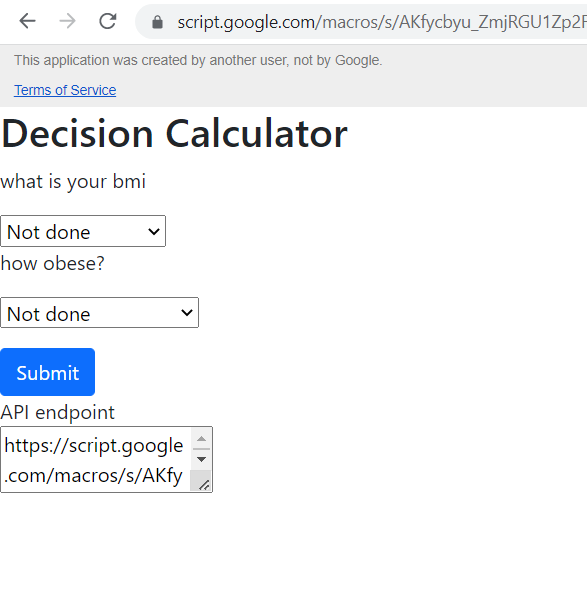 script.google.com/macros/s/AKfycbyu_ZmjRGU1Zp2F
This application was created by another user, not by Google.
Terms of Service
Decision Calculator
what is your bmi
Not done
how obese?
Not done
Submit
API endpoint
https://script.google
.com/macros/s/AKfy